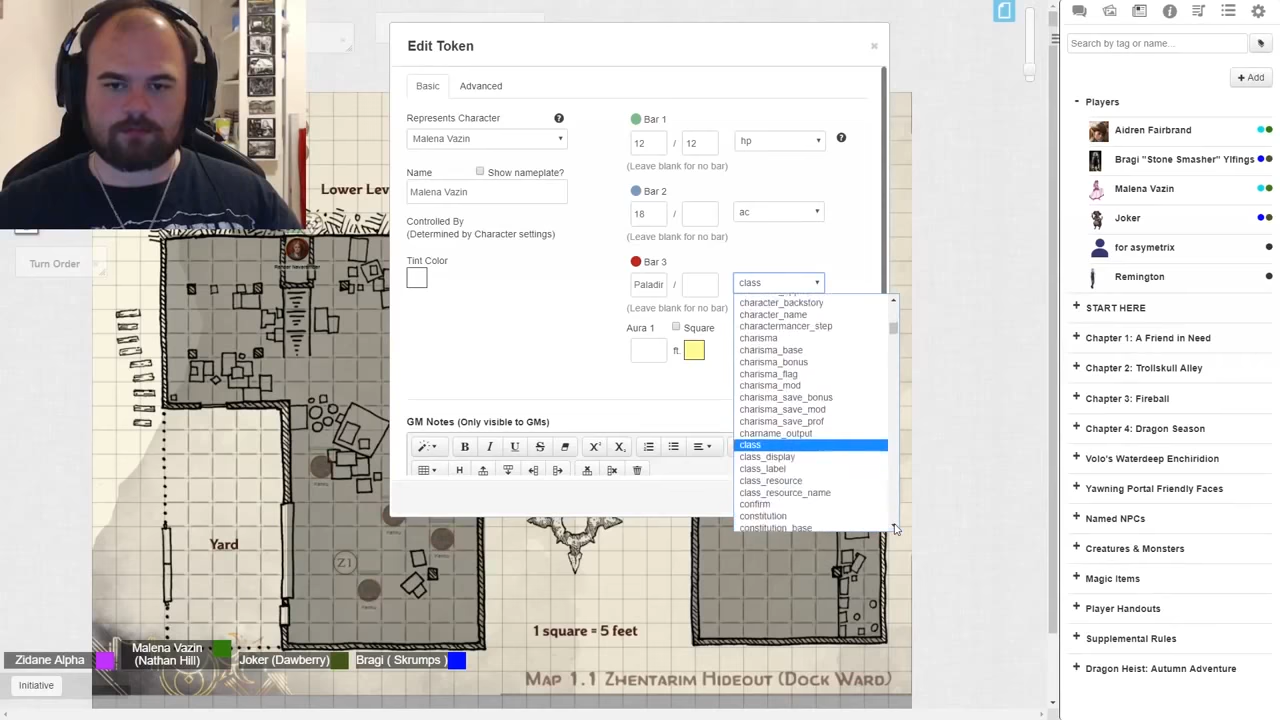 Edit Token
Basic
Advanced
Represents Character
Malena Vazin
Name
Show nameplate?
Malena Vazin
Controlled By
(Determined by Character settings)
Tint Color
Bar 1
12 / 12
hp
(Leave blank for no bar)
Bar 2
18 /
ac
(Leave blank for no bar)
Bar 3
Paladin /
class
(Leave blank for no bar)
Aura 1
Square
ft.
character_backstory
character_name
charactermancer_step
charisma
charisma_base
charisma_bonus
charisma_flag
charisma_mod
charisma_save_bonus
charisma_save_mod
charisma_save_prof
charname_output
class
class_display
class_label
class_resource
class_resource_name
confirm
constitution
constitution_base
GM Notes (Only visible to GMs)
Lower Lev
Turn Order
Yard
Z1
1 square = 5 feet
Map 1.1 Zhentarim Hideout (Dock Ward)
Zidane Alpha
Malena Vazin
(Nathan Hill)
Joker (Dawberry)
Bragi ( Skrumps )
Initiative
Search by tag or name...
+ Add
Players
Aidren Fairbrand
Bragi "Stone Smasher" Ylfings
Malena Vazin
Joker
for asymetrix
Remington
START HERE
Chapter 1: A Friend in Need
Chapter 2: Trollskull Alley
Chapter 3: Fireball
Chapter 4: Dragon Season
Volo's Waterdeep Enchiridion
Yawning Portal Friendly Faces
Named NPCs
Creatures & Monsters
Magic Items
Player Handouts
Supplemental Rules
Dragon Heist: Autumn Adventure